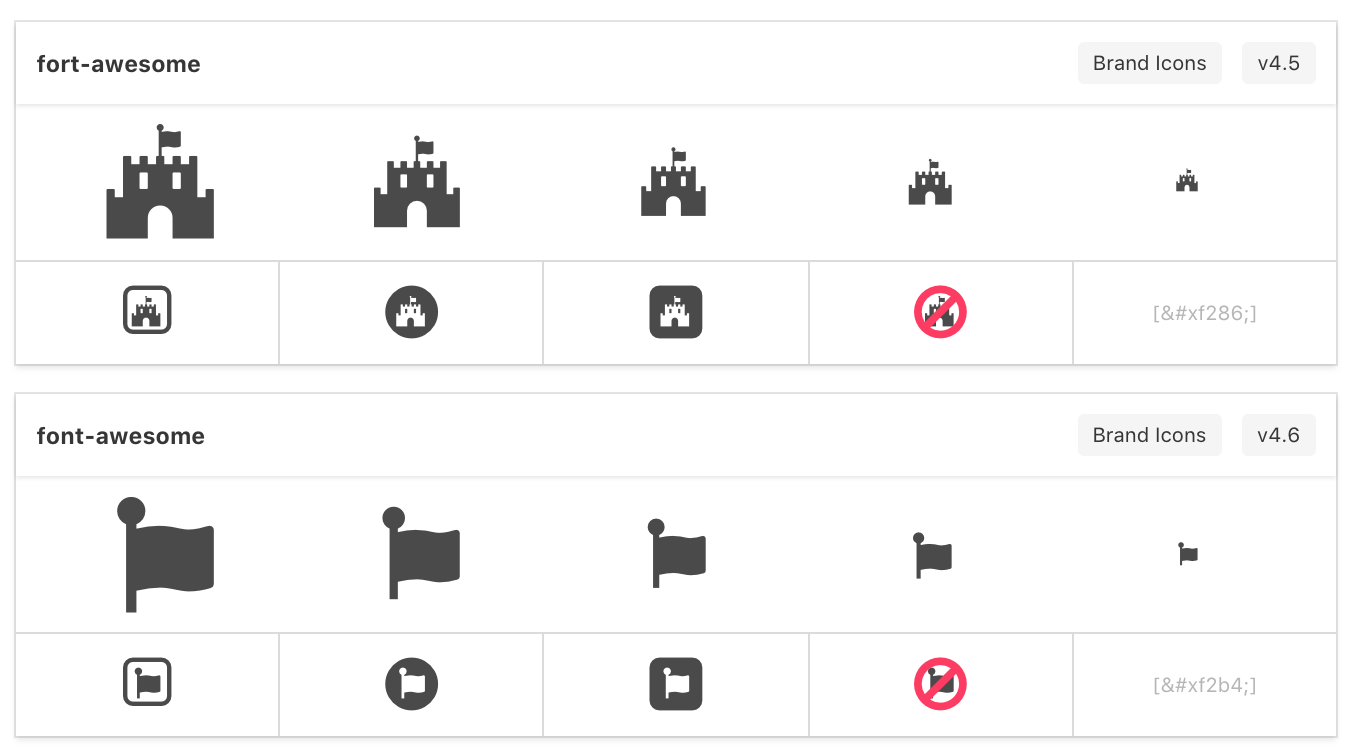 fort-awesome
Brand Icons
v4.5
[&#xf286;]
font-awesome
Brand Icons
v4.6
[&#xf2b4;]